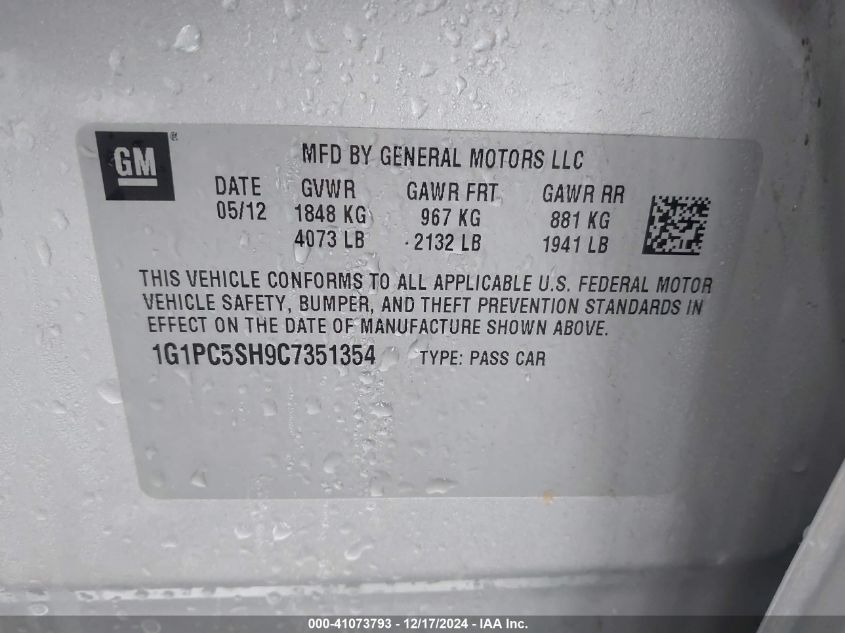 GM®
MFD BY GENERAL MOTORS LLC
DATE GVWR GAWR FRT GAWR RR
05/12 1848 KG 967 KG 881 KG
4073 LB 2132 LB 1941 LB
THIS VEHICLE CONFORMS TO ALL APPLICABLE U.S. FEDERAL MOTOR
VEHICLE SAFETY, BUMPER, AND THEFT PREVENTION STANDARDS IN
EFFECT ON THE DATE OF MANUFACTURE SHOWN ABOVE.
1G1PC5SH9C7351354 TYPE: PASS CAR
000-41073793 – 12/17/2024 – IAA Inc.